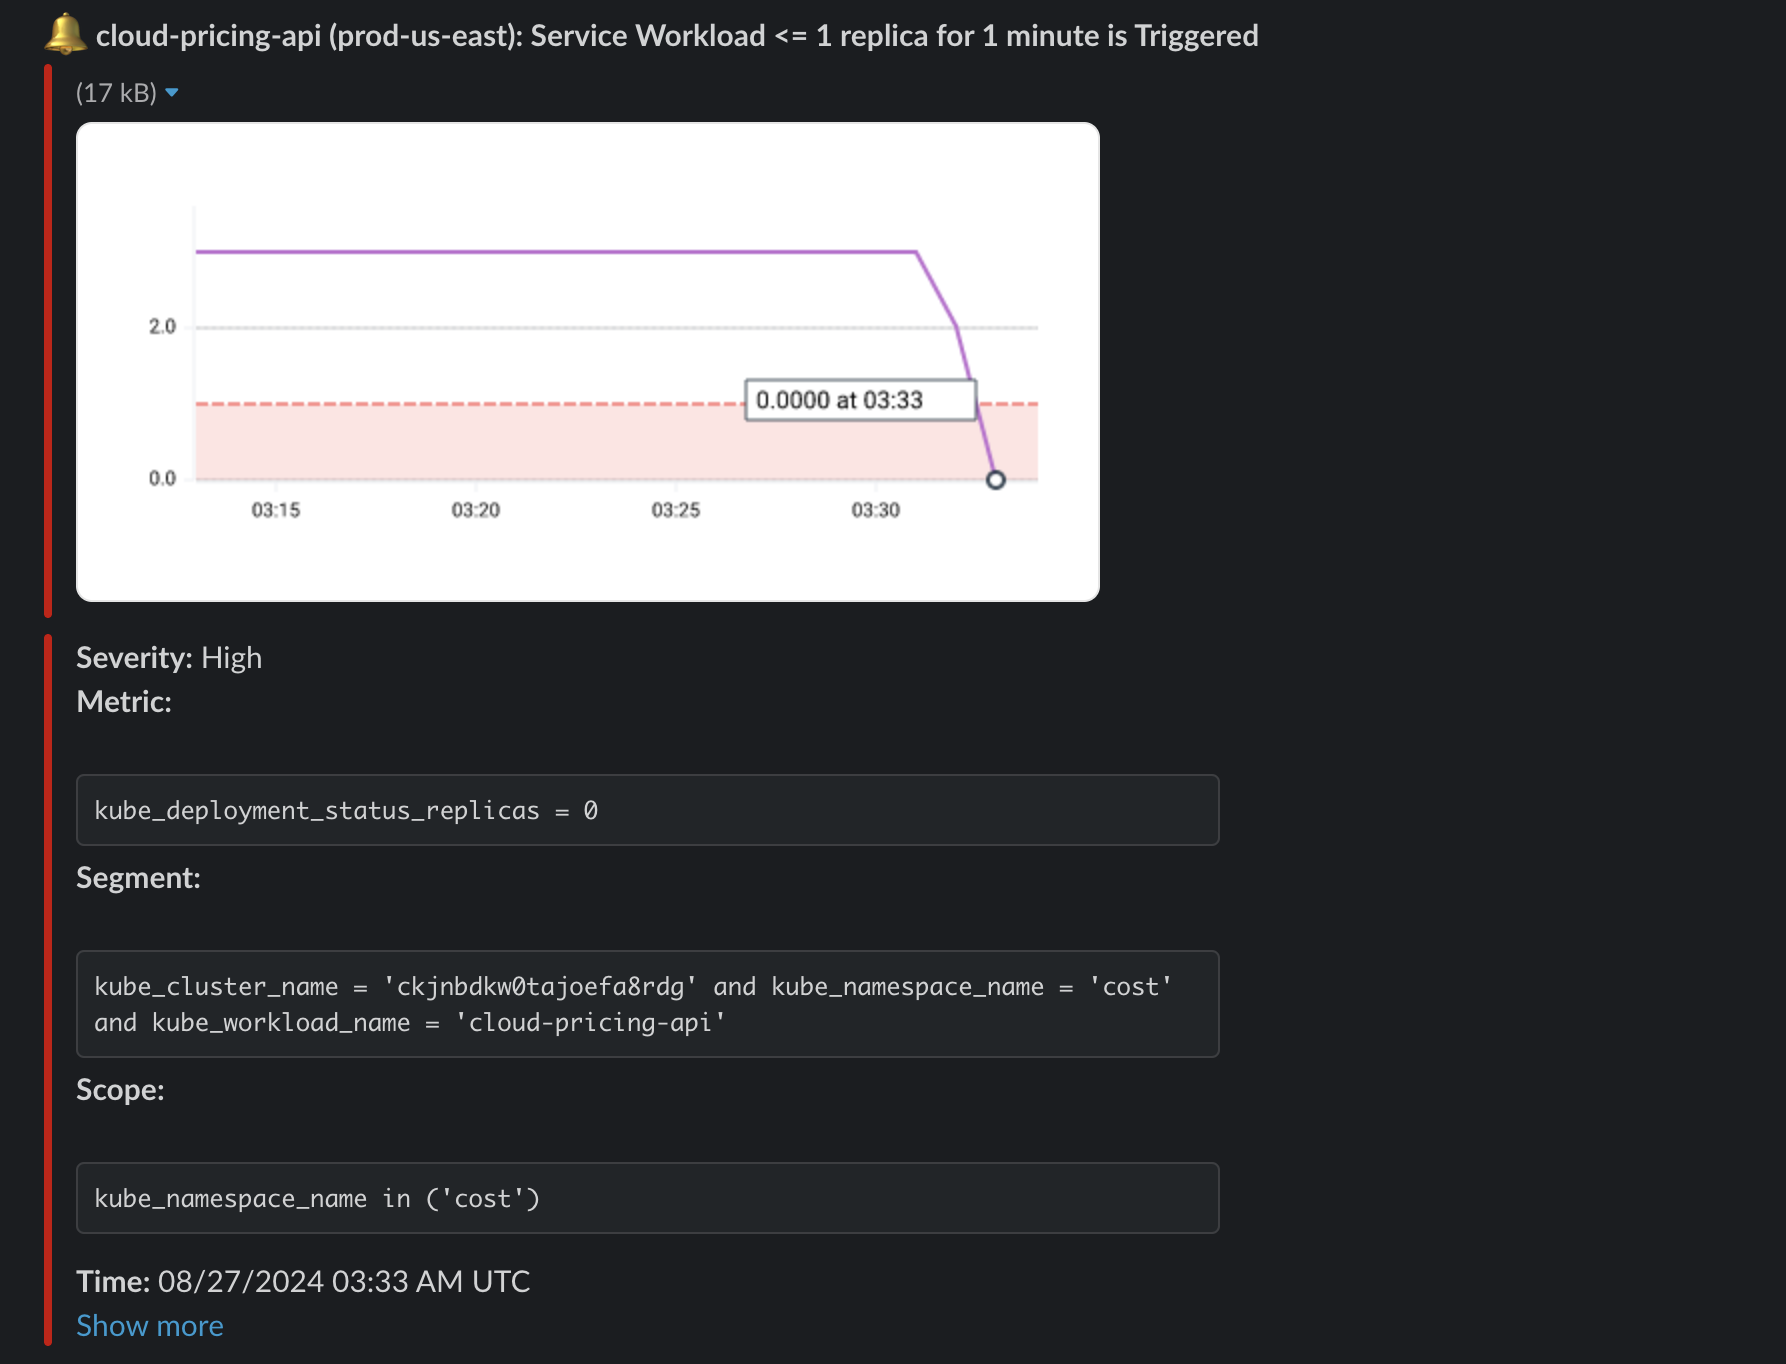 cloud-pricing-api (prod-us-east): Service Workload <= 1 replica for 1 minute is Triggered
(17 kB)
2.0
0.0000 at 03:33
0.0
03:15 03:20 03:25 03:30
Severity: High
Metric:
kube_deployment_status_replicas = 0
Segment:
kube_cluster_name = 'ckjnbdkw0tajoefa8rdg' and kube_namespace_name = 'cost'
and kube_workload_name = 'cloud-pricing-api'
Scope:
kube_namespace_name in ('cost')
Time: 08/27/2024 03:33 AM UTC
Show more